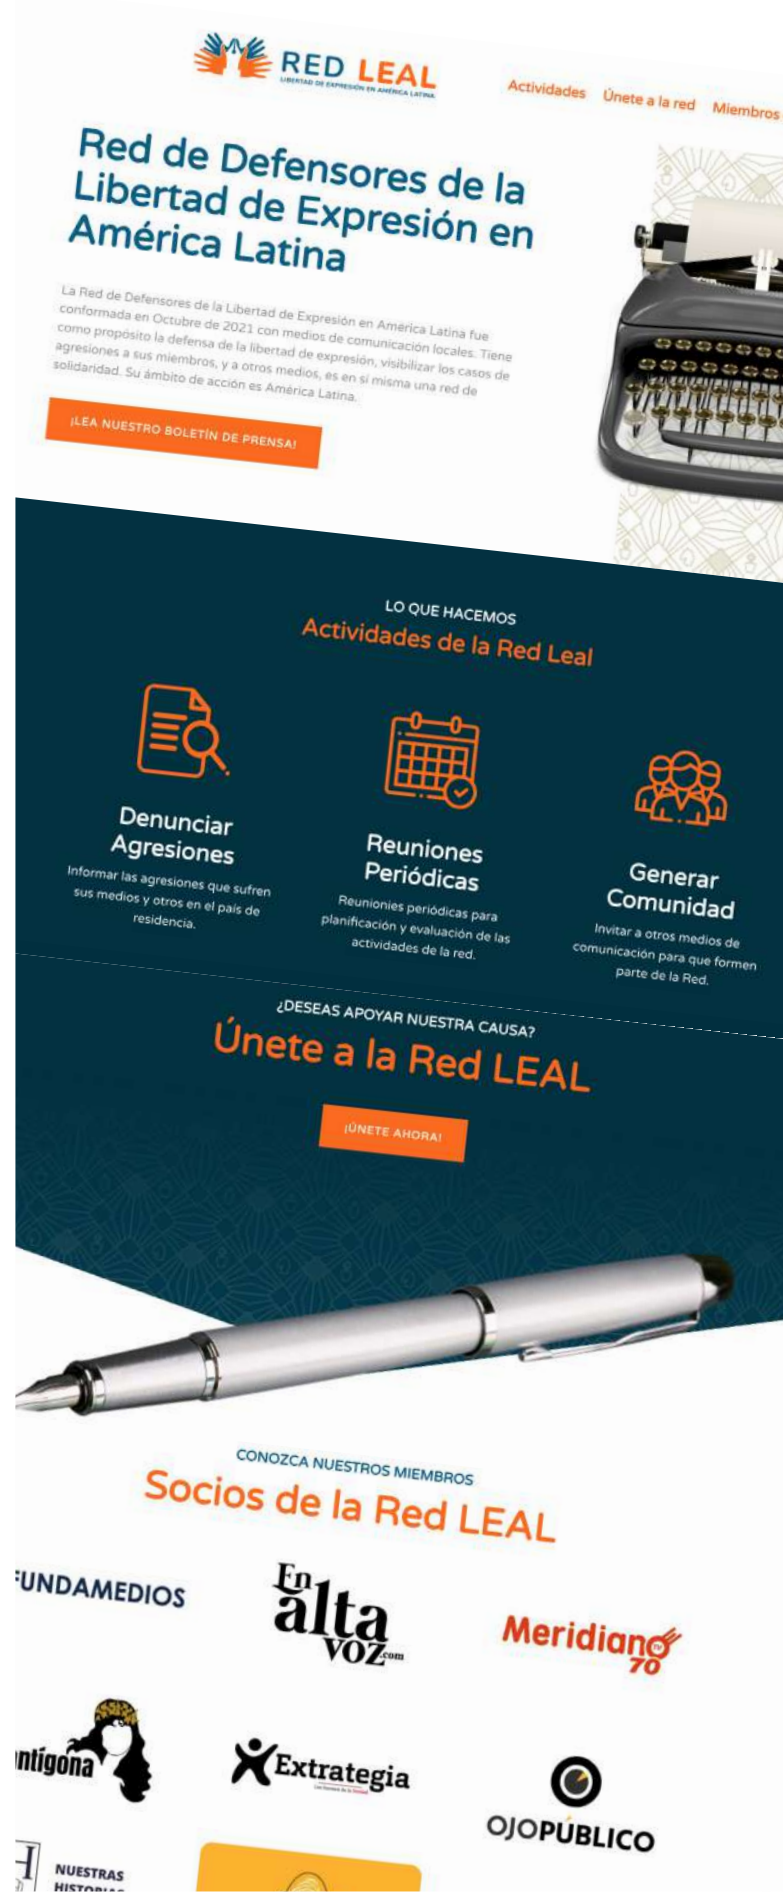 RED LEAL
LIBERTAD DE EXPRESIÓN EN AMÉRICA LATINA
Actividades Únete a la red Miembros
Red de Defensores de la
Libertad de Expresión en
América Latina
La Red de Defensores de la Libertad de Expresión en América Latina fue
conformada en Octubre de 2021 con medios de comunicación locales. Tiene
como propósito la defensa de la libertad de expresión, visibilizar los casos de
agresiones a sus miembros, y a otros medios, es en sí misma una red de
solidaridad. Su ámbito de acción es América Latina.
¡LEA NUESTRO BOLETÍN DE PRENSA!
LO QUE HACEMOS
Actividades de la Red Leal
Denunciar
Agresiones
Informar las agresiones que sufren
sus medios y otros en el país de
residencia.
Reuniones
Periódicas
Reunionies periódicas para
planificación y evaluación de las
actividades de la red.
Generar
Comunidad
Invitar a otros medios de
comunicación para que formen
parte de la Red.
¿DESEAS APOYAR NUESTRA CAUSA?
Únete a la Red LEAL
¡ÚNETE AHORA!
CONOZCA NUESTROS MIEMBROS
Socios de la Red LEAL
FUNDAMEDIOS
En
alta
voz.com
Meridiano
TV
70
ntígona
Extrategia
OJOPÚBLICO
H
NUESTRAS